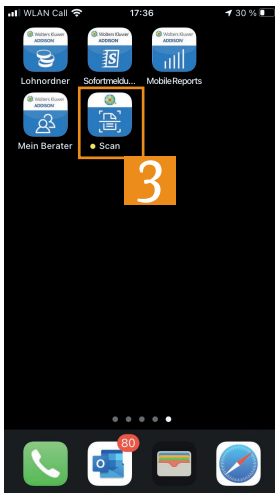 WLAN Call 17:36 30 %
Wolters Kluwer Wolters Kluwer Wolters Kluwer
ADDISON ADDISON ADDISON
Lohnordner Sofortmeldu... MobileReports
Wolters Kluwer
ADDISON
Mein Berater Scan
3
80